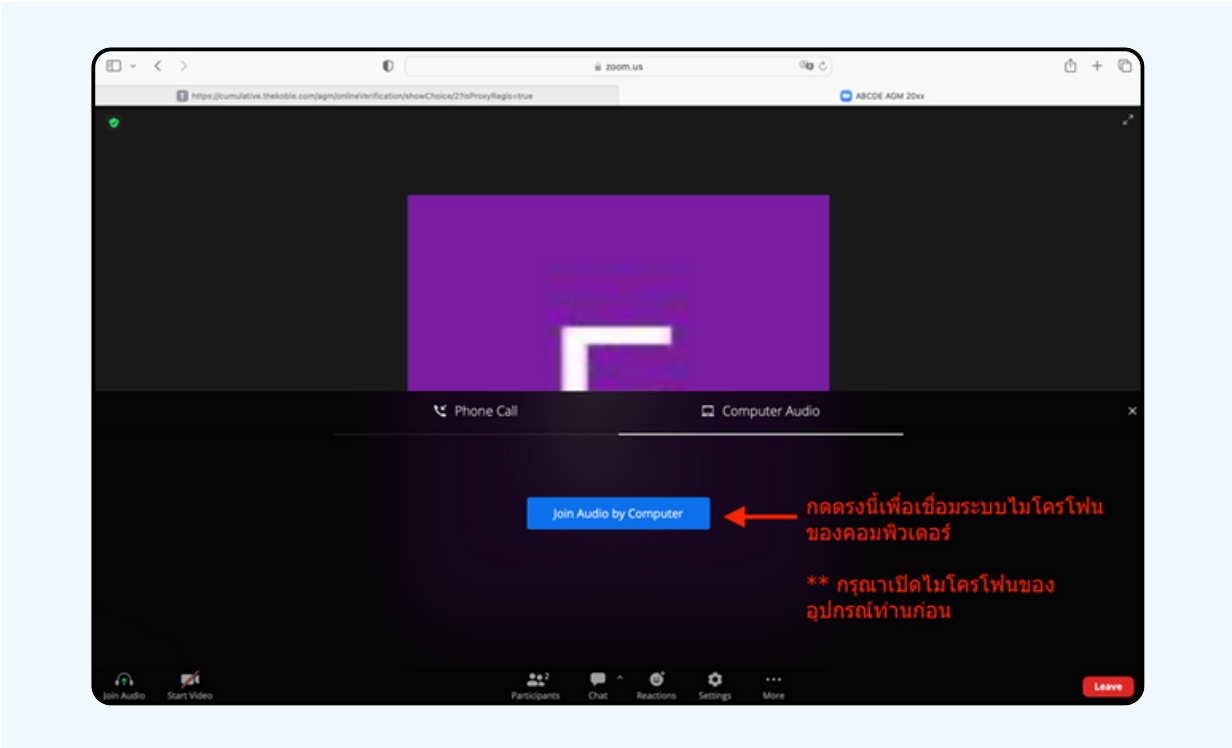 zoom.us
https://cumulative.thekoble.com/agm/onlineVerification/showChoice/2?isProxyRegis=true
ABCDE AGM 20xx
Phone Call
Computer Audio
Join Audio by Computer
กดตรงนี้เพื่อเชื่อมระบบไมโครโฟน
ของคอมพิวเตอร์
** กรุณาเปิดไมโครโฟนของ
อุปกรณ์ท่านก่อน
2
Join Audio
Start Video
Participants
Chat
Reactions
Settings
More
Leave